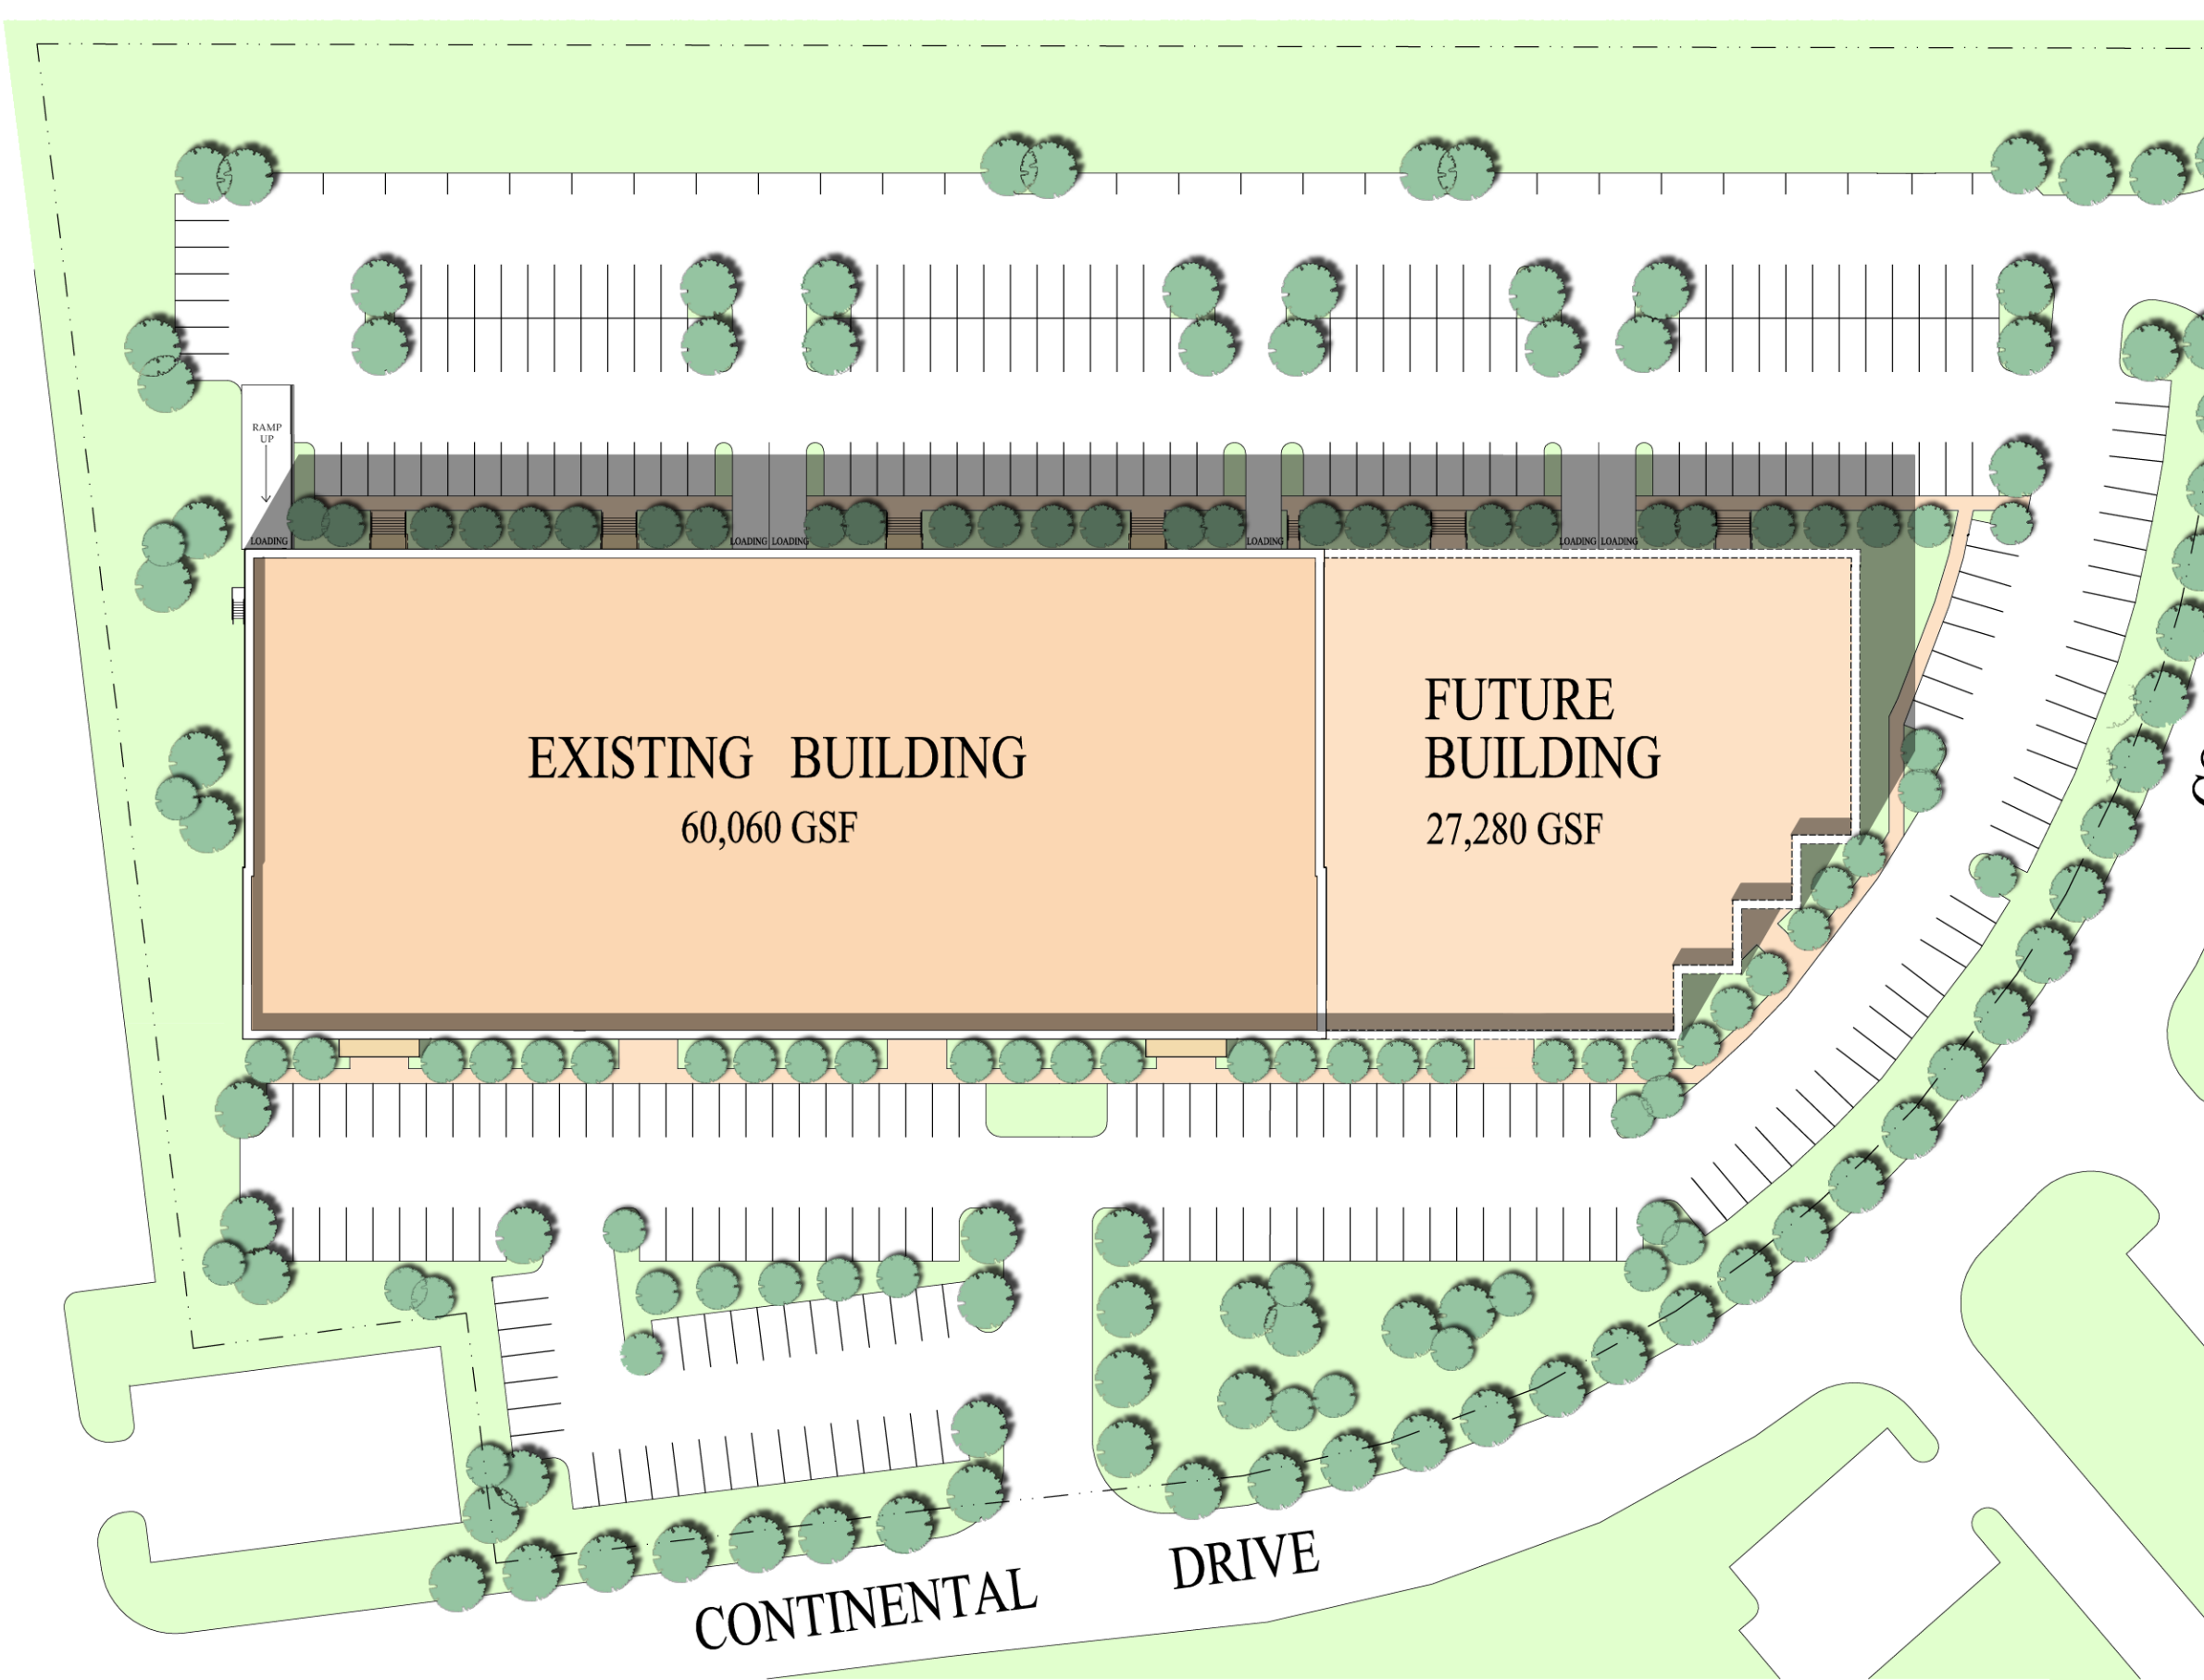 RAMP
UP
LOADING
LOADING
LOADING
LOADING
LOADING
LOADING
EXISTING BUILDING
60,060 GSF
FUTURE
BUILDING
27,280 GSF
CONTINENTAL DRIVE